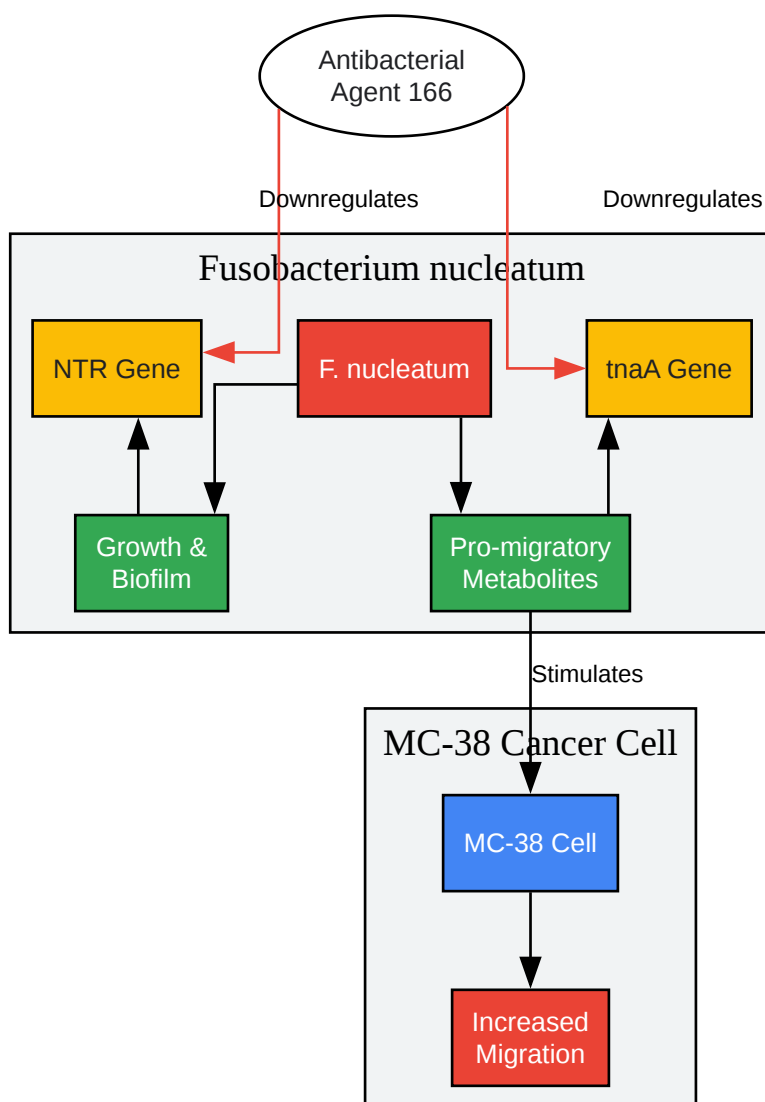 Antibacterial
Agent 166
Downregulates
Downregulates
Fusobacterium nucleatum
NTR Gene
F. nucleatum
tnaA Gene
Growth &
Biofilm
Pro-migratory
Metabolites
Stimulates
MC-38 Cancer Cell
MC-38 Cell
Increased
Migration